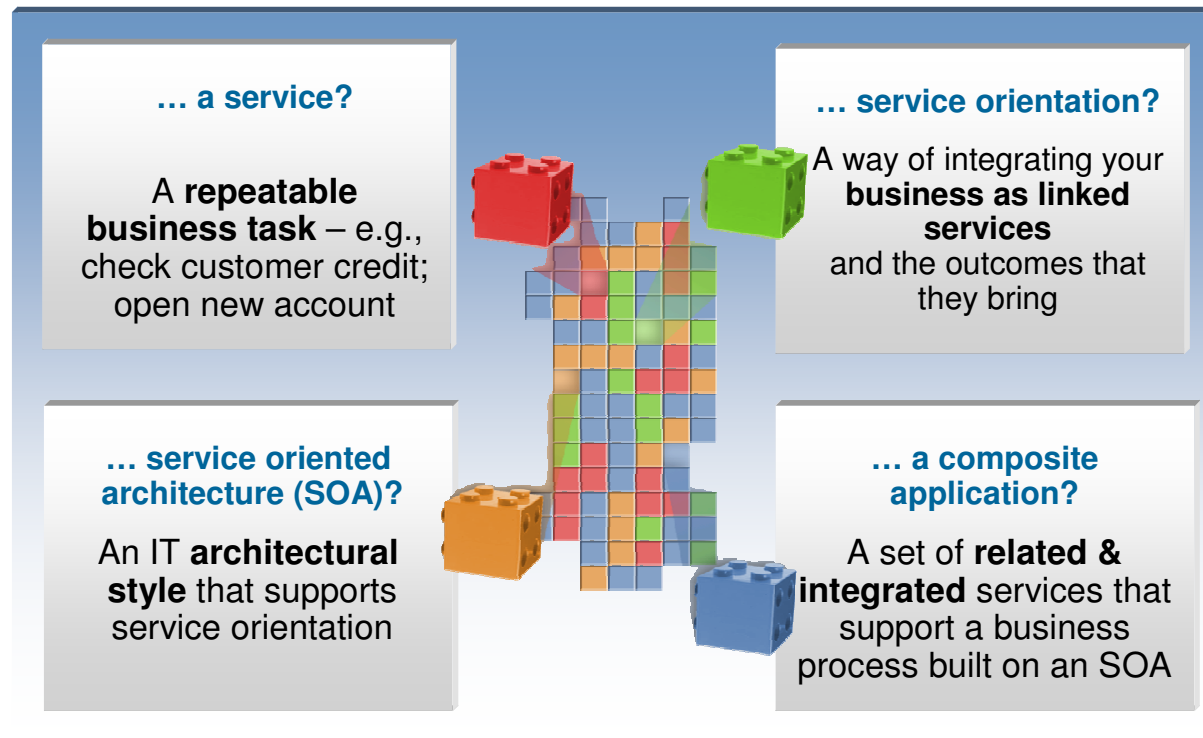 … a service?
A repeatable
business task – e.g.,
check customer credit;
open new account
… service orientation?
A way of integrating your
business as linked
services
and the outcomes that
they bring
… service oriented
architecture (SOA)?
An IT architectural
style that supports
service orientation
… a composite
application?
A set of related &
integrated services that
support a business
process built on an SOA